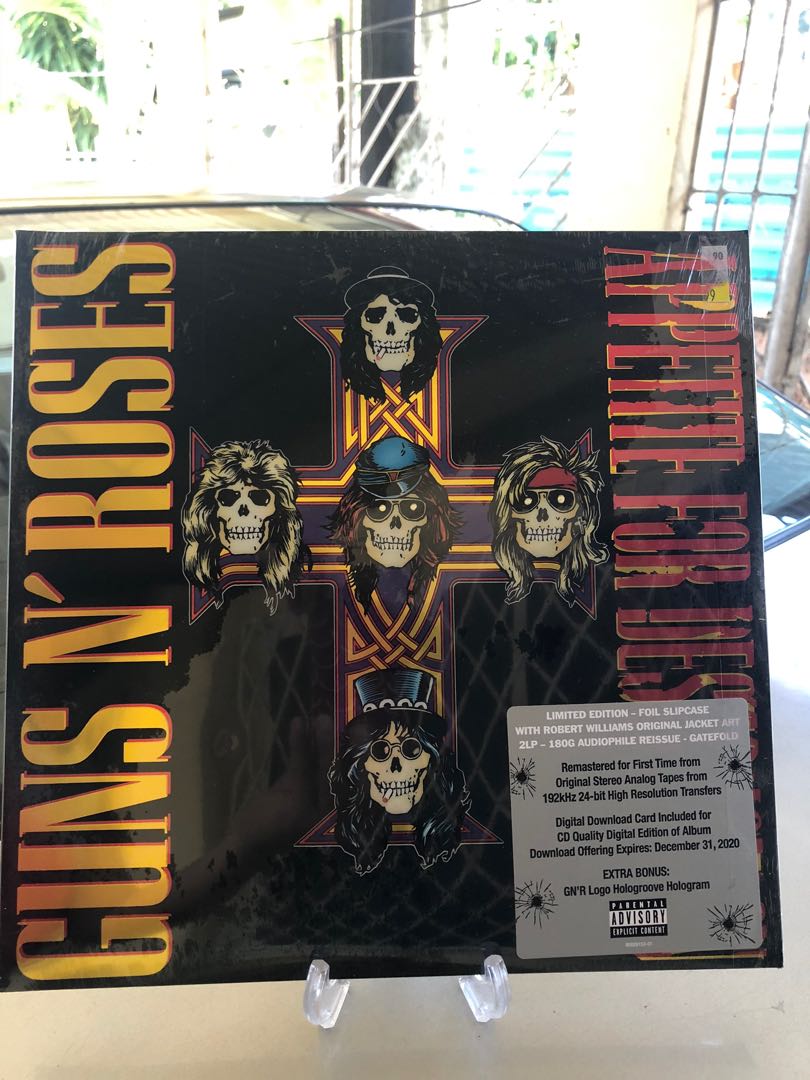 GUNS N' ROSES
APPETITE FOR DES
90
9
LIMITED EDITION – FOIL SLIPCASE
WITH ROBERT WILLIAMS ORIGINAL JACKET ART
2LP – 180G AUDIOPHILE REISSUE - GATEFOLD
Remastered for First Time from
Original Stereo Analog Tapes from
192kHz 24-bit High Resolution Transfers
Digital Download Card Included for
CD Quality Digital Edition of Album
Download Offering Expires: December 31, 2020
EXTRA BONUS:
GN'R Logo Hologroove Hologram
PARENTAL
ADVISORY
EXPLICIT CONTENT